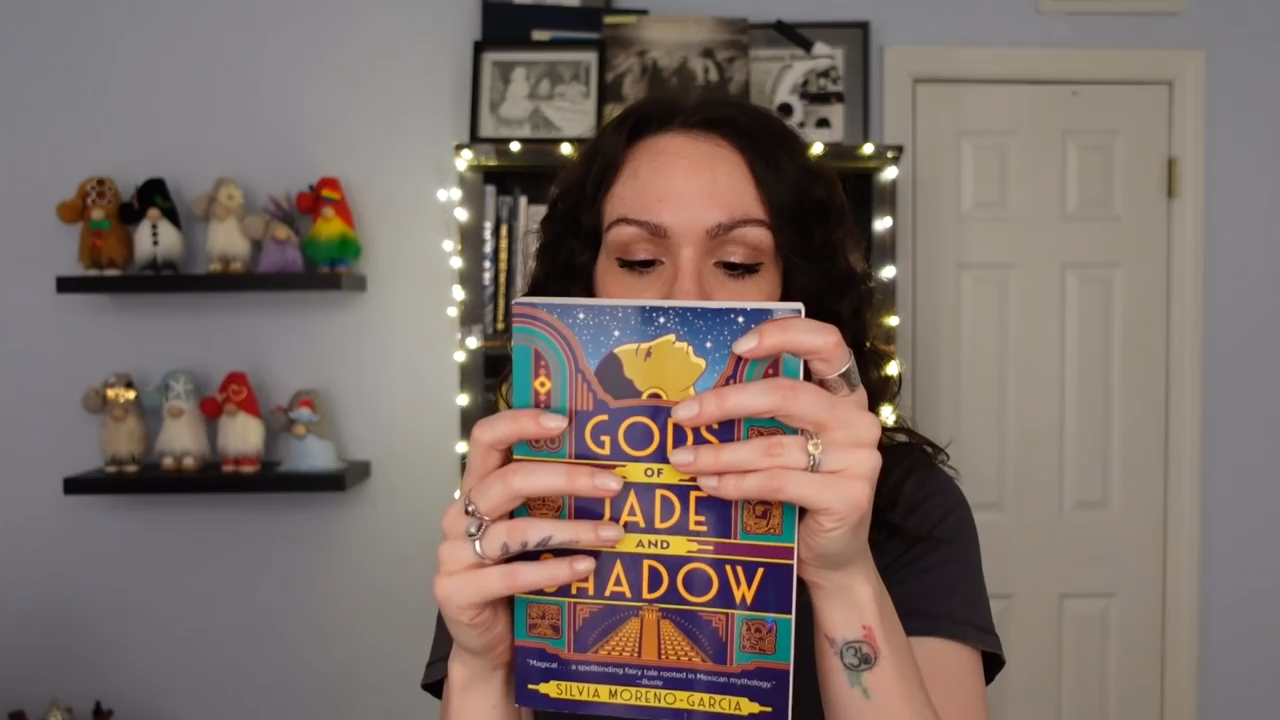 GODS
OF
JADE
AND
SHADOW
"Magical . . . a spellbinding fairy tale rooted in Mexican mythology."
—Bustle
SILVIA MORENO-GARCIA